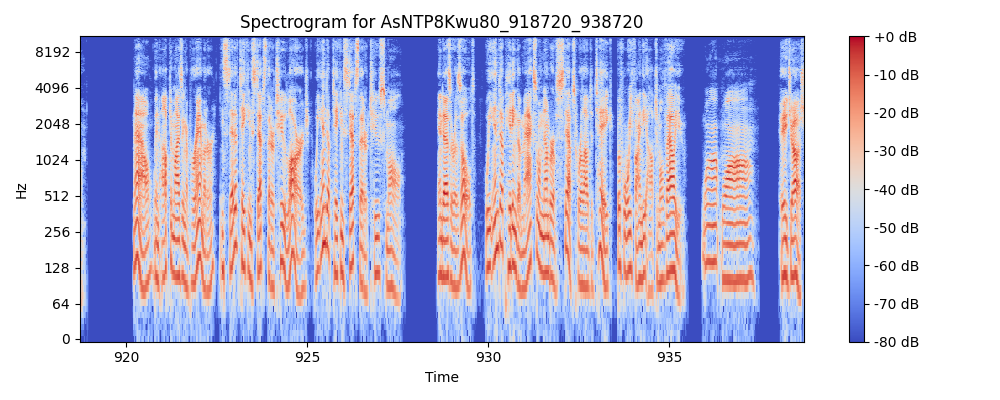 Spectrogram for AsNTP8Kwu80_918720_938720
8192
4096
2048
1024
512
256
128
64
0
Hz
920
925
930
935
Time
+0 dB
-10 dB
-20 dB
-30 dB
-40 dB
-50 dB
-60 dB
-70 dB
-80 dB